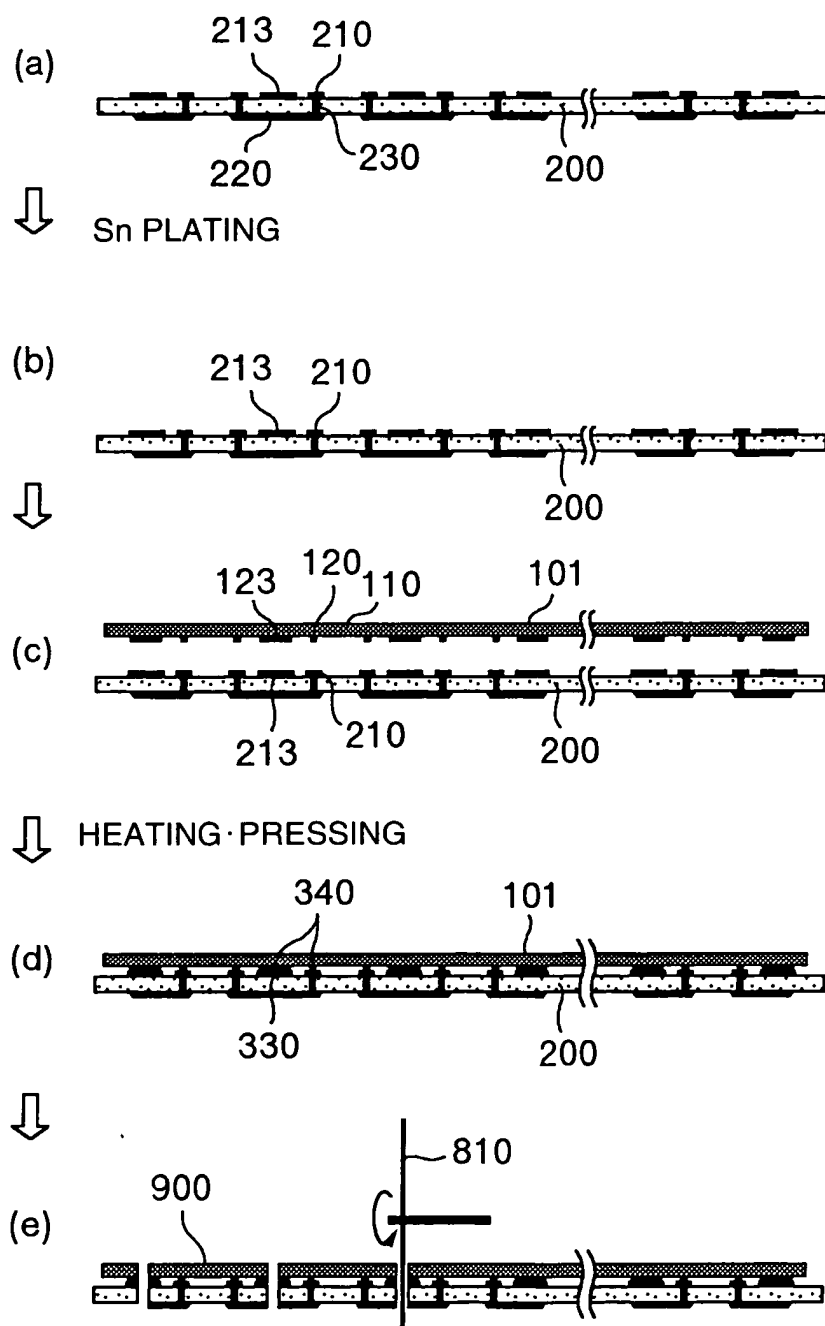 (a)
213 210
220 230 200
Sn PLATING
(b)
213 210
200
(c)
123 120 110 101
213 210 200
HEATING·PRESSING
(d)
340 101
330 200
(e)
900 810